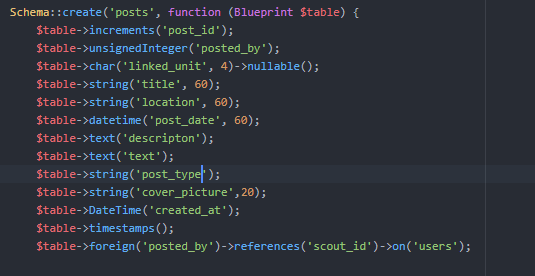 Schema::create('posts', function (Blueprint $table) {
$table->increments('post_id');
$table->unsignedInteger('posted_by');
$table->char('linked_unit', 4)->nullable();
$table->string('title', 60);
$table->string('location', 60);
$table->datetime('post_date', 60);
$table->text('descripton');
$table->text('text');
$table->string('post_type');
$table->string('cover_picture',20);
$table->DateTime('created_at');
$table->timestamps();
$table->foreign('posted_by')->references('scout_id')->on('users');